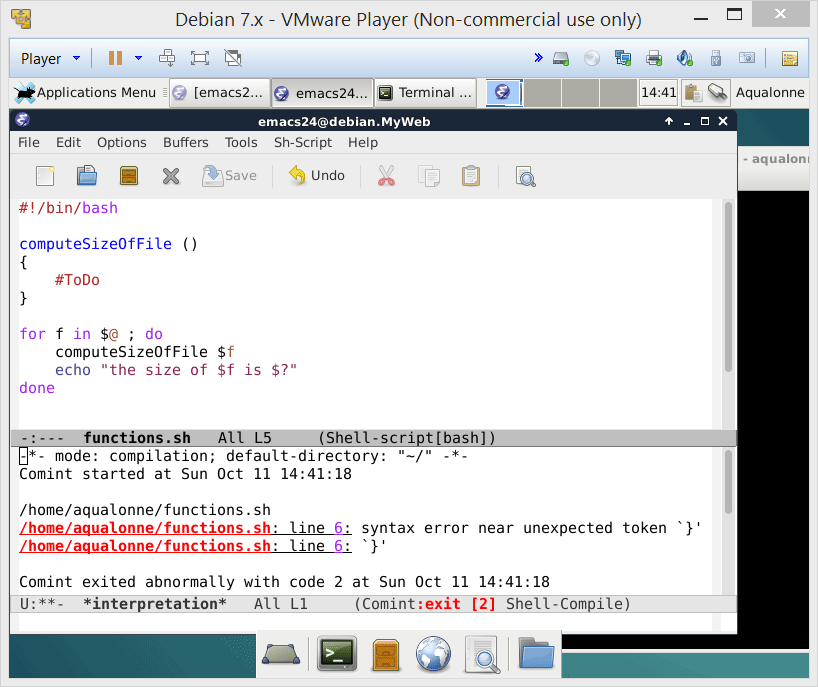 Debian 7.x - VMware Player (Non-commercial use only)
Player
Applications Menu [emacs2... emacs24... Terminal ... 14:41 Aqualonne
emacs24@debian.MyWeb
- aqualonn
File Edit Options Buffers Tools Sh-Script Help
Save Undo
#!/bin/bash
computeSizeOfFile ()
{
#ToDo
}
for f in $@ ; do
computeSizeOfFile $f
echo "the size of $f is $?"
done
-:--- functions.sh All L5 (Shell-script[bash])
-*- mode: compilation; default-directory: "~/" -*-
Comint started at Sun Oct 11 14:41:18
/home/aqualonne/functions.sh
/home/aqualonne/functions.sh: line 6: syntax error near unexpected token `}'
/home/aqualonne/functions.sh: line 6: `}'
Comint exited abnormally with code 2 at Sun Oct 11 14:41:18
U:**- *interpretation* All L1 (Comint:exit [2] Shell-Compile)